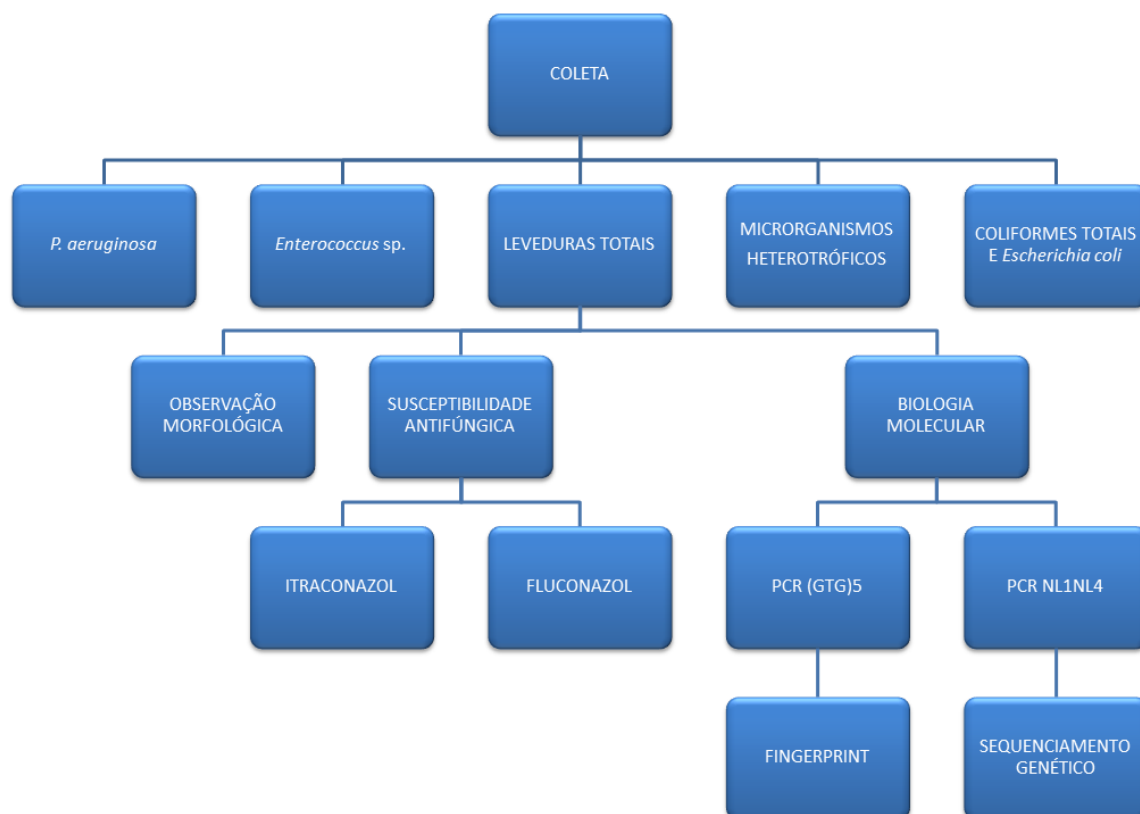 COLETA
P. aeruginosa
Enterococcus sp.
LEVEDURAS TOTAIS
MICRORGANISMOS
HETEROTRÓFICOS
COLIFORMES TOTAIS
E Escherichia coli
OBSERVAÇÃO
MORFOLÓGICA
SUSCEPTIBILIDADE
ANTIFÚNGICA
BIOLOGIA
MOLECULAR
ITRACONAZOL
FLUCONAZOL
PCR (GTG)5
PCR NL1NL4
FINGERPRINT
SEQUENCIAMENTO
GENÉTICO